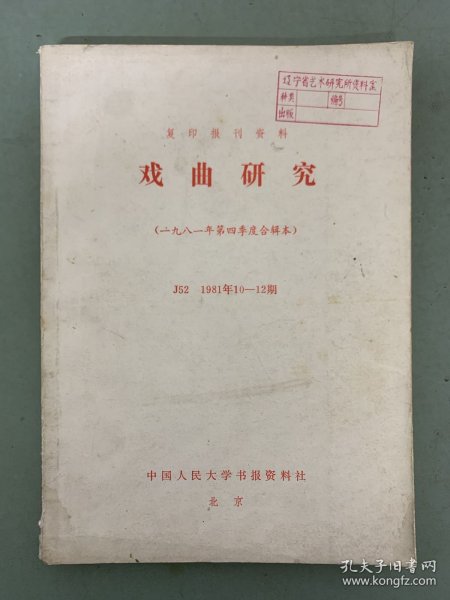 辽宁省艺术研究所资料室
种类 编号
出版
复印报刊资料
戏曲研究
(一九八一年第四季度合辑本)
J52 1981年10—12期
中国人民大学书报资料社
北京
孔夫子旧书网
www.kongfz.com